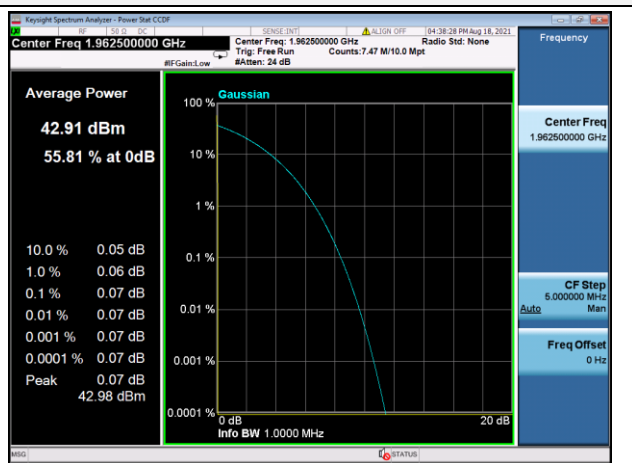 Keysight Spectrum Analyzer - Power Stat CCDF
RF 50 Ω DC SENSE:INT ALIGN OFF 04:38:28 PM Aug 18, 2021
Center Freq 1.962500000 GHz
Center Freq: 1.962500000 GHz Radio Std: None
Trig: Free Run Counts:7.47 M/10.0 Mpt
#IFGain:Low #Atten: 24 dB
Frequency
Average Power
42.91 dBm
55.81 % at 0dB
10.0 % 0.05 dB
1.0 % 0.06 dB
0.1 % 0.07 dB
0.01 % 0.07 dB
0.001 % 0.07 dB
0.0001 % 0.07 dB
Peak 0.07 dB
42.98 dBm
Gaussian
100 %
10 %
1 %
0.1 %
0.01 %
0.001 %
0.0001 %
0 dB 20 dB
Info BW 1.0000 MHz
Center Freq
1.962500000 GHz
CF Step
5.000000 MHz
Auto Man
Freq Offset
0 Hz
MSG STATUS